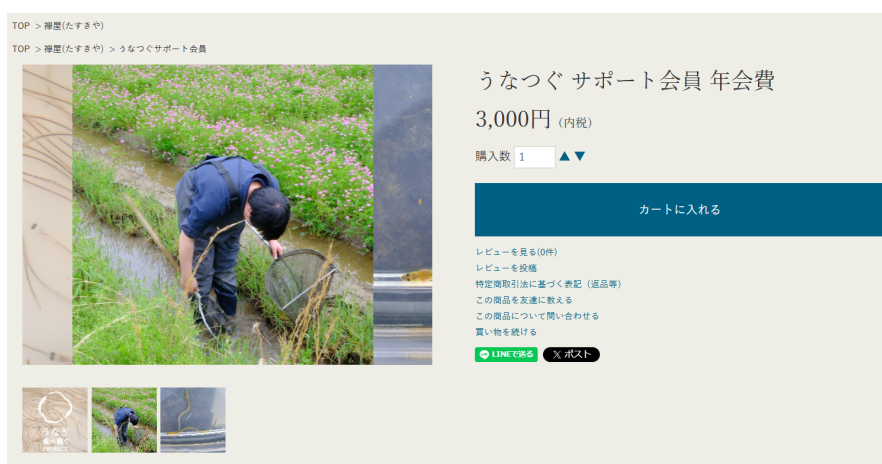 TOP >襷屋(たすきや)
TOP >襷屋(たすきや) >うなつぐサポート会員
うなつぐ サポート会員 年会費
3,000円 (内税)
購入数 1 ▲▼
カートに入れる
レビューを見る(0件)
レビューを投稿
特定商取引法に基づく表記 (返品等)
この商品を友達に教える
この商品について問い合わせる
買い物を続ける
LINEで送る
ポスト
うなぎ
食べ継ぐ
PROJECT